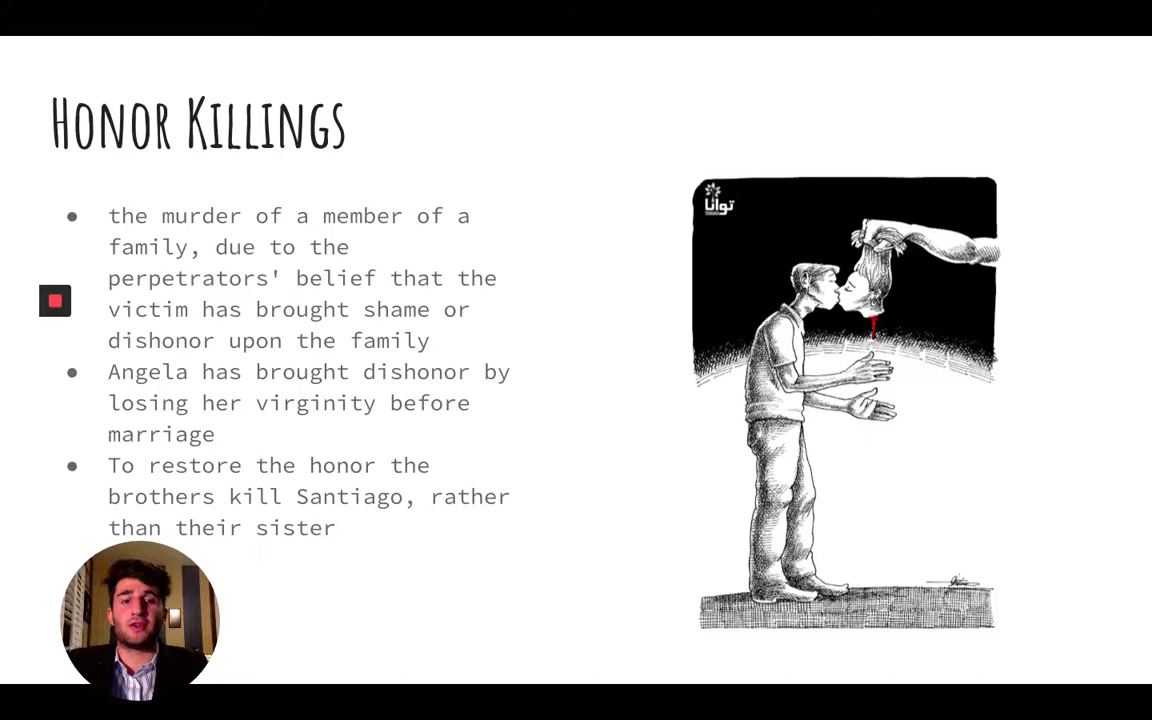 HONOR KILLINGS
● the murder of a member of a
family, due to the
perpetrators' belief that the
victim has brought shame or
dishonor upon the family
● Angela has brought dishonor by
losing her virginity before
marriage
● To restore the honor the
brothers kill Santiago, rather
than their sister
توانا